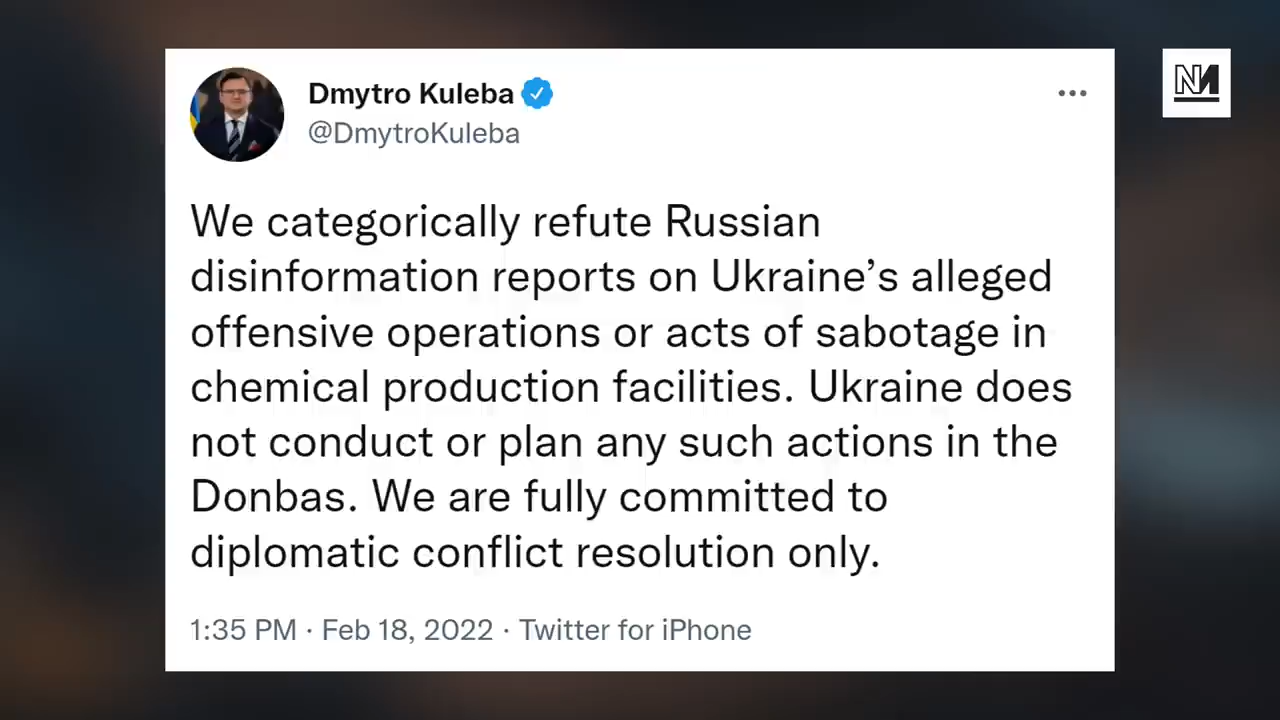 Dmytro Kuleba
@DmytroKuleba
We categorically refute Russian
disinformation reports on Ukraine’s alleged
offensive operations or acts of sabotage in
chemical production facilities. Ukraine does
not conduct or plan any such actions in the
Donbas. We are fully committed to
diplomatic conflict resolution only.
1:35 PM · Feb 18, 2022 · Twitter for iPhone
NM